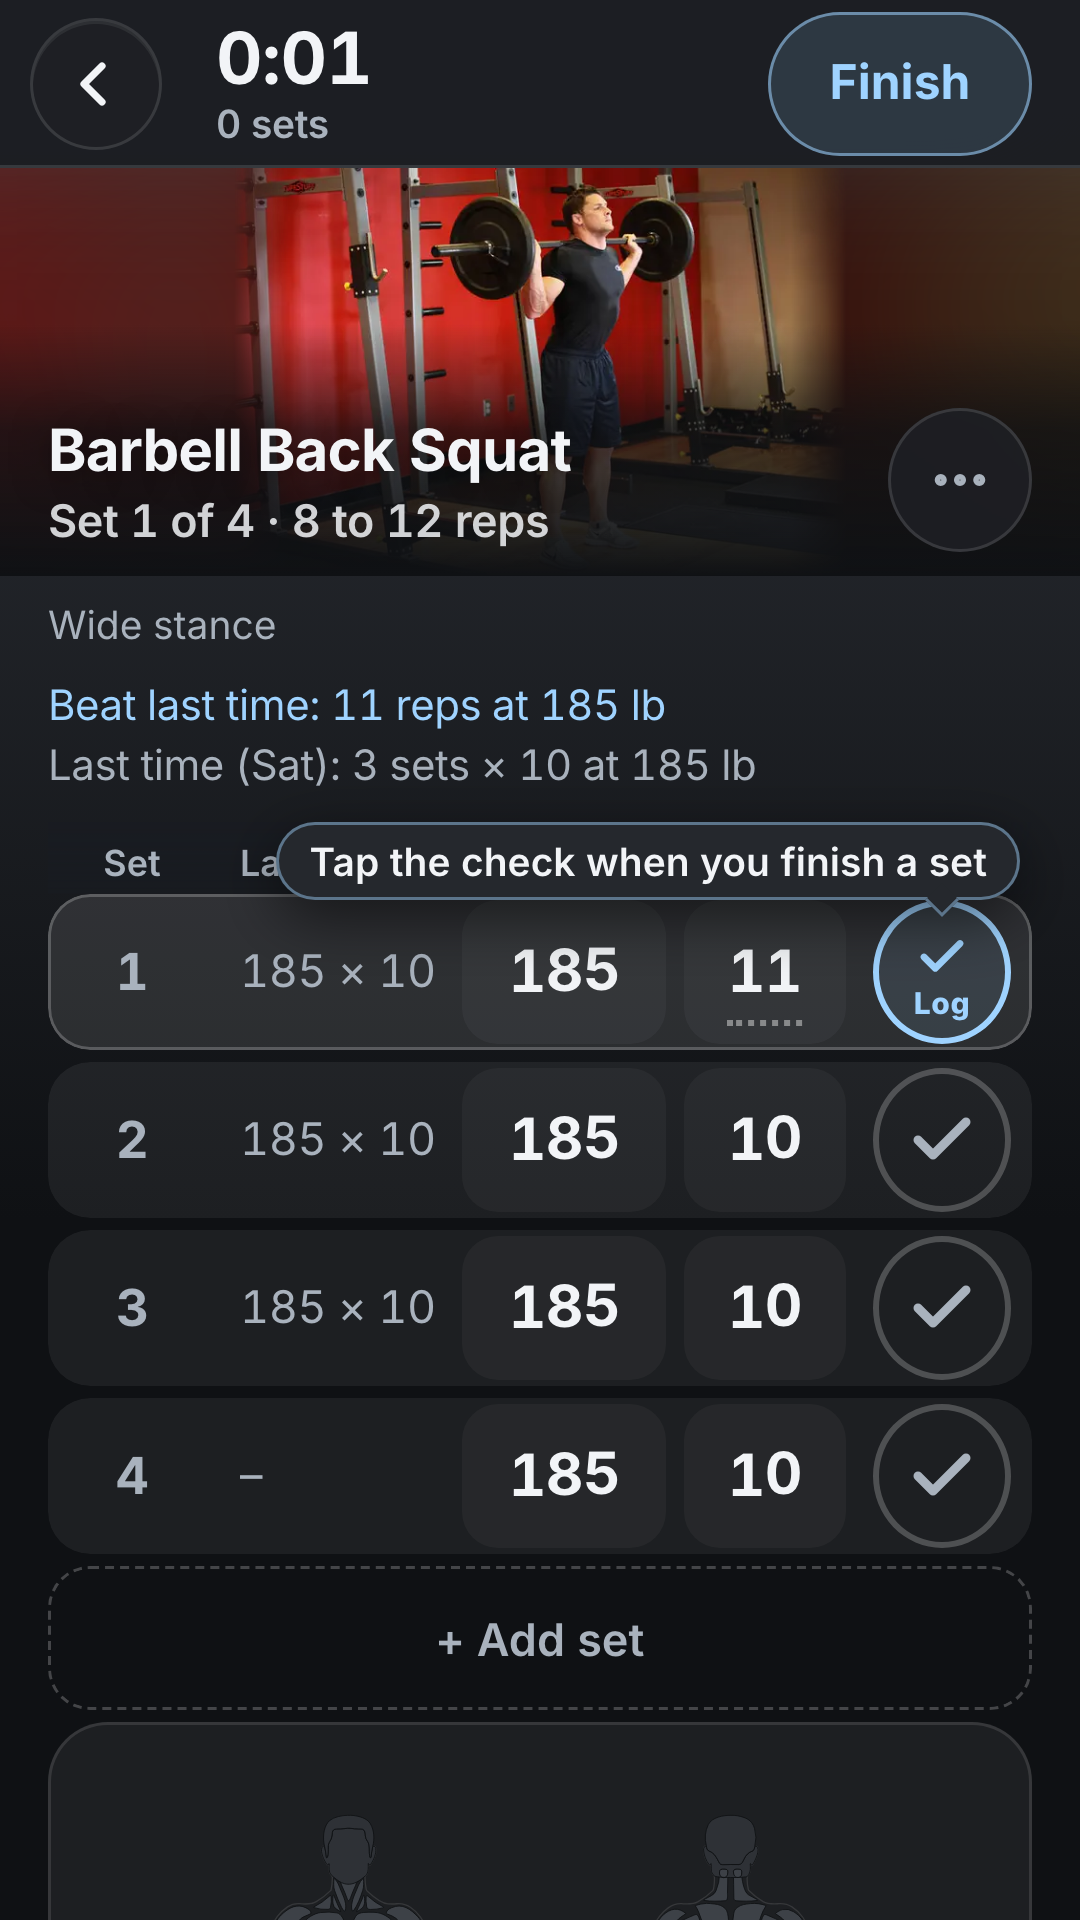 0:01
0 sets
Finish
Barbell Back Squat
Set 1 of 4 · 8 to 12 reps
Wide stance
Beat last time: 11 reps at 185 lb
Last time (Sat): 3 sets × 10 at 185 lb
Tap the check when you finish a set
Set
1 185 × 10 185 11 Log
2 185 × 10 185 10
3 185 × 10 185 10
4 – 185 10
+ Add set